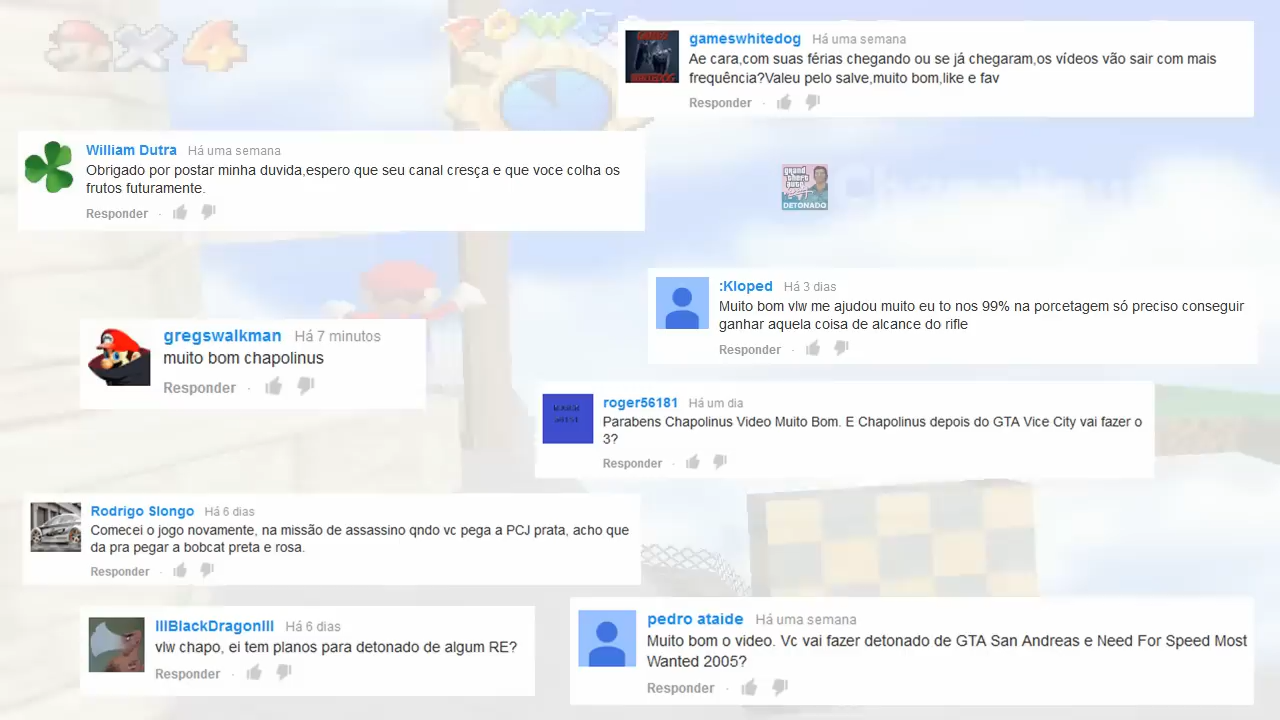 POWE
4
gameswhitedog Há uma semana
Ae cara,com suas férias chegando ou se já chegaram,os vídeos vão sair com mais
frequência?Valeu pelo salve,muito bom,like e fav
Responder
William Dutra Há uma semana
Obrigado por postar minha duvida,espero que seu canal cresça e que voce colha os
frutos futuramente.
Responder
grand
theft
auto
DETONADO
:Kloped Há 3 dias
Muito bom vlw me ajudou muito eu to nos 99% na porcetagem só preciso conseguir
ganhar aquela coisa de alcance do rifle
Responder
gregswalkman Há 7 minutos
muito bom chapolinus
Responder
roger56181 Há um dia
Parabens Chapolinus Video Muito Bom. E Chapolinus depois do GTA Vice City vai fazer o
3?
Responder
Rodrigo Slongo Há 6 dias
Comecei o jogo novamente, na missão de assassino qndo vc pega a PCJ prata, acho que
da pra pegar a bobcat preta e rosa.
Responder
lllBlackDragonlll Há 6 dias
vlw chapo, ei tem planos para detonado de algum RE?
Responder
pedro ataide Há uma semana
Muito bom o video. Vc vai fazer detonado de GTA San Andreas e Need For Speed Most
Wanted 2005?
Responder